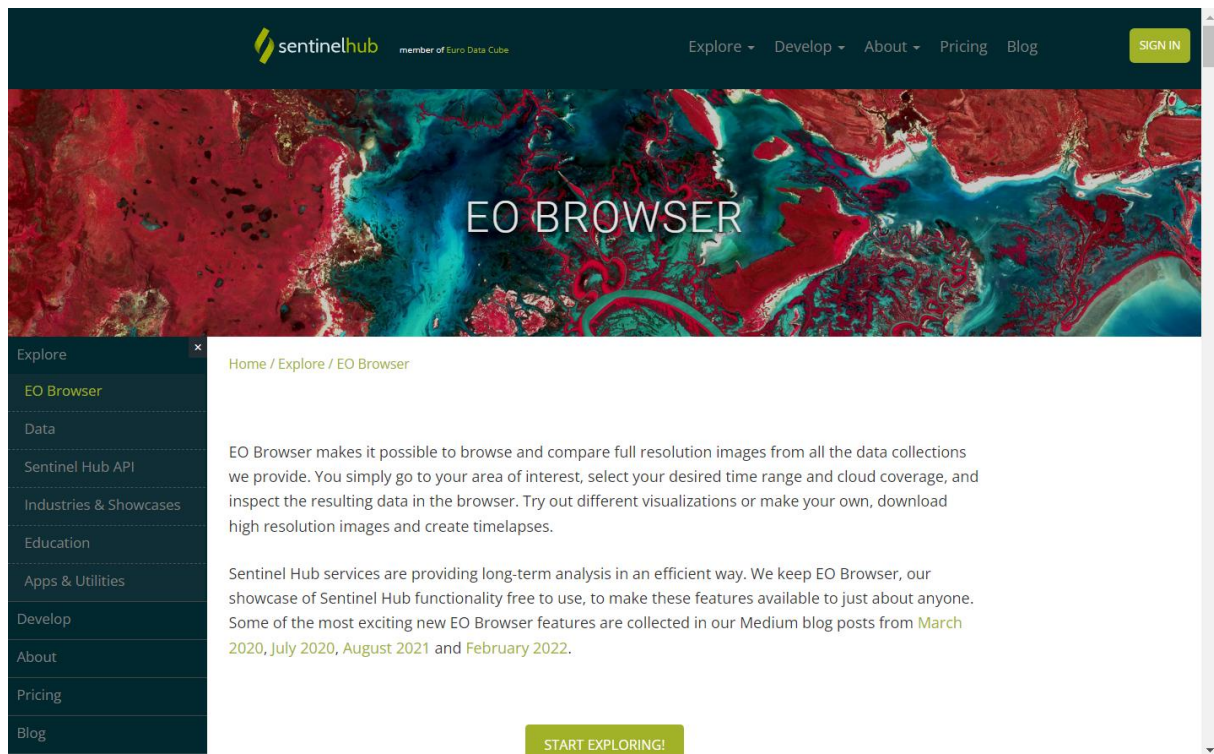 sentinelhub member of Euro Data Cube Explore Develop About Pricing Blog SIGN IN
EO BROWSER
Explore ×
EO Browser
Data
Sentinel Hub API
Industries & Showcases
Education
Apps & Utilities
Develop
About
Pricing
Blog
Home / Explore / EO Browser
EO Browser makes it possible to browse and compare full resolution images from all the data collections
we provide. You simply go to your area of interest, select your desired time range and cloud coverage, and
inspect the resulting data in the browser. Try out different visualizations or make your own, download
high resolution images and create timelapses.
Sentinel Hub services are providing long-term analysis in an efficient way. We keep EO Browser, our
showcase of Sentinel Hub functionality free to use, to make these features available to just about anyone.
Some of the most exciting new EO Browser features are collected in our Medium blog posts from March
2020, July 2020, August 2021 and February 2022.
START EXPLORING!